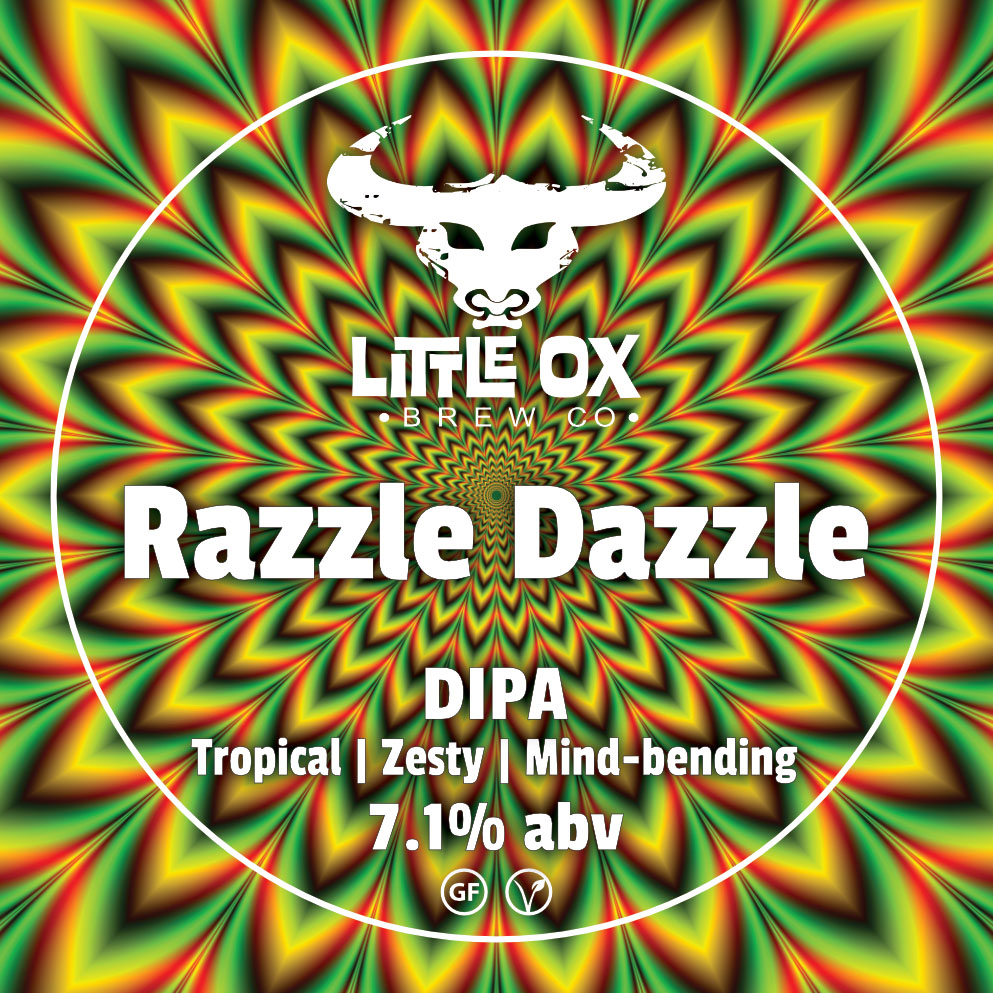 LITTLE OX
•BREW CO•
Razzle Dazzle
DIPA
Tropical | Zesty | Mind-bending
7.1% abv
GF V